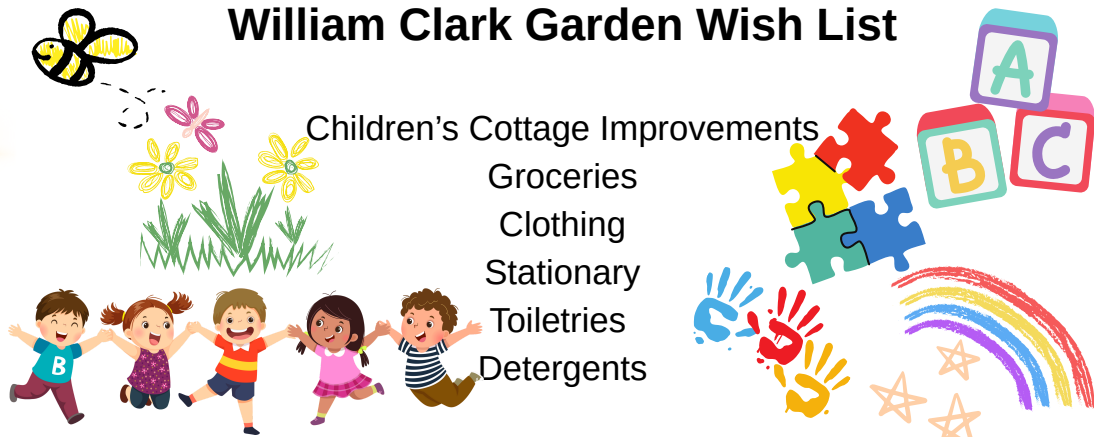 William Clark Garden Wish List
Children’s Cottage Improvements
Groceries
Clothing
Stationary
Toiletries
Detergents
A
B
C
B